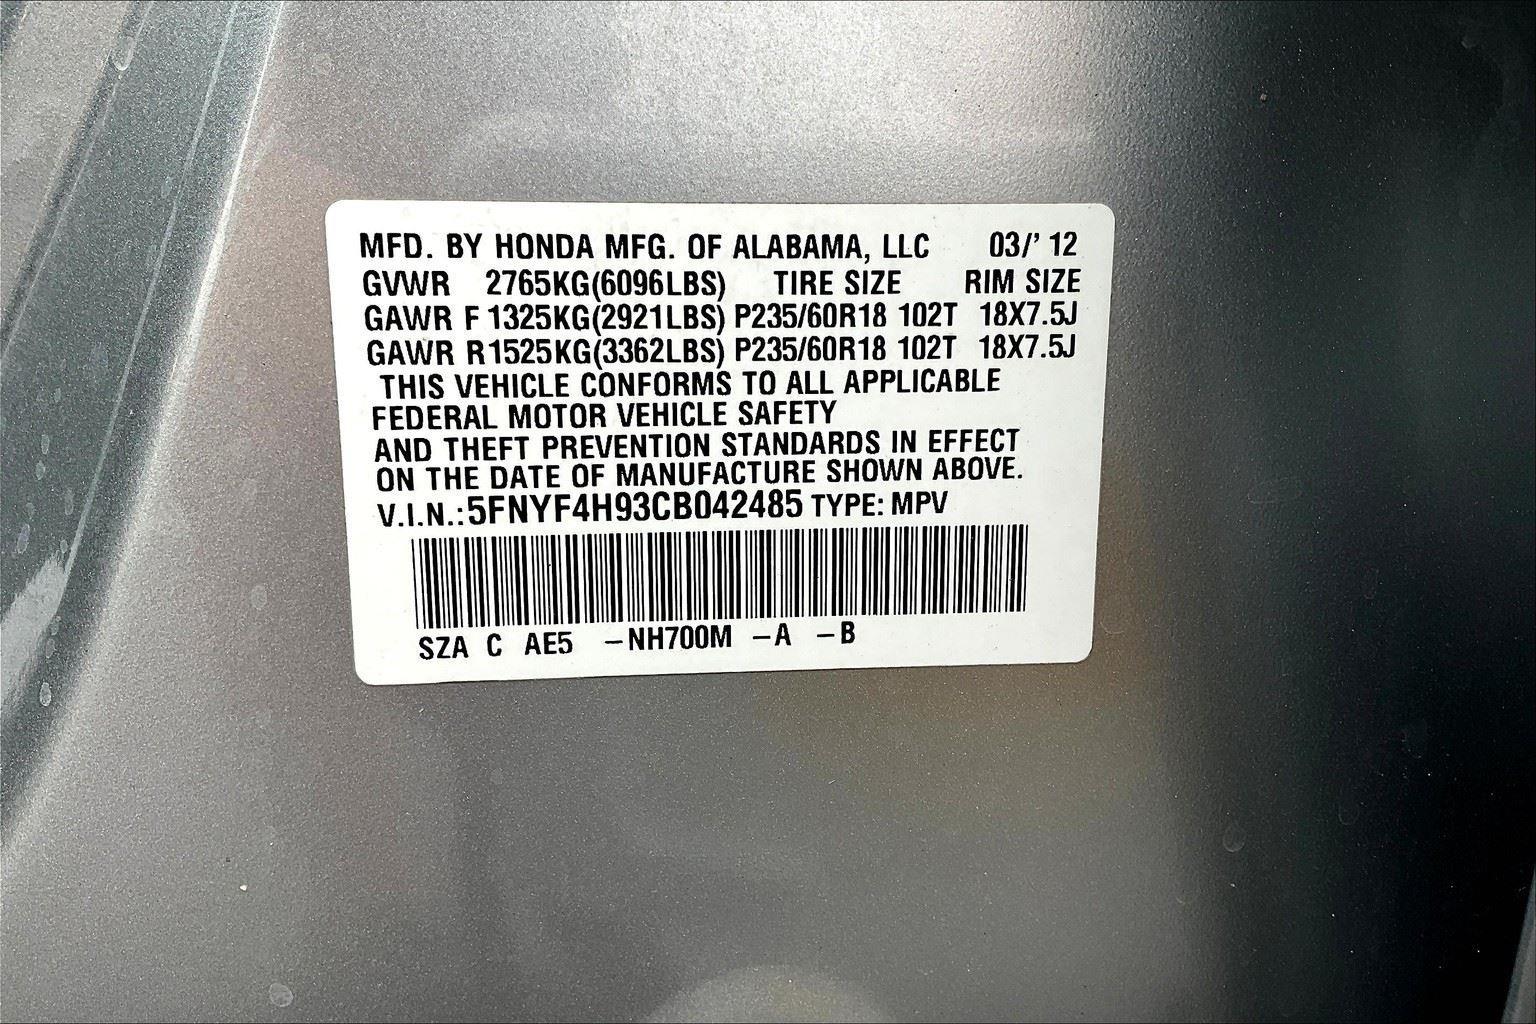 MFD. BY HONDA MFG. OF ALABAMA, LLC 03/' 12
GVWR 2765KG(6096LBS) TIRE SIZE RIM SIZE
GAWR F 1325KG(2921LBS) P235/60R18 102T 18X7.5J
GAWR R 1525KG(3362LBS) P235/60R18 102T 18X7.5J
THIS VEHICLE CONFORMS TO ALL APPLICABLE
FEDERAL MOTOR VEHICLE SAFETY
AND THEFT PREVENTION STANDARDS IN EFFECT
ON THE DATE OF MANUFACTURE SHOWN ABOVE.
V.I.N.: 5FNYF4H93CB042485 TYPE: MPV
SZA C AE5 -NH700M -A -B